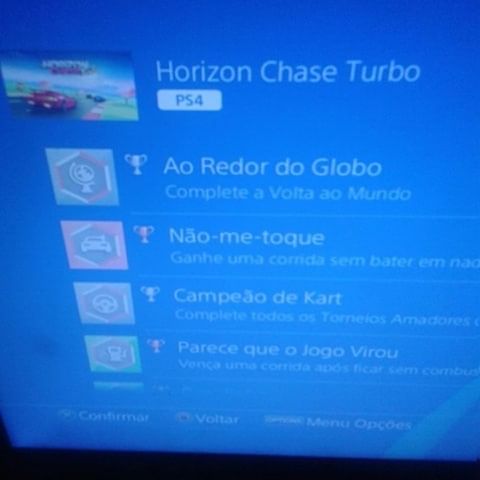 Horizon Chase Turbo
PS4
Ao Redor do Globo
Complete a Volta ao Mundo
Não-me-toque
Ganhe uma corrida sem bater em nad
Campeão de Kart
Complete todos os Torneios Amadores
Parece que o Jogo Virou
Vença uma corrida após ficar sem combus
Confirmar Voltar OPTIONS Menu Opções